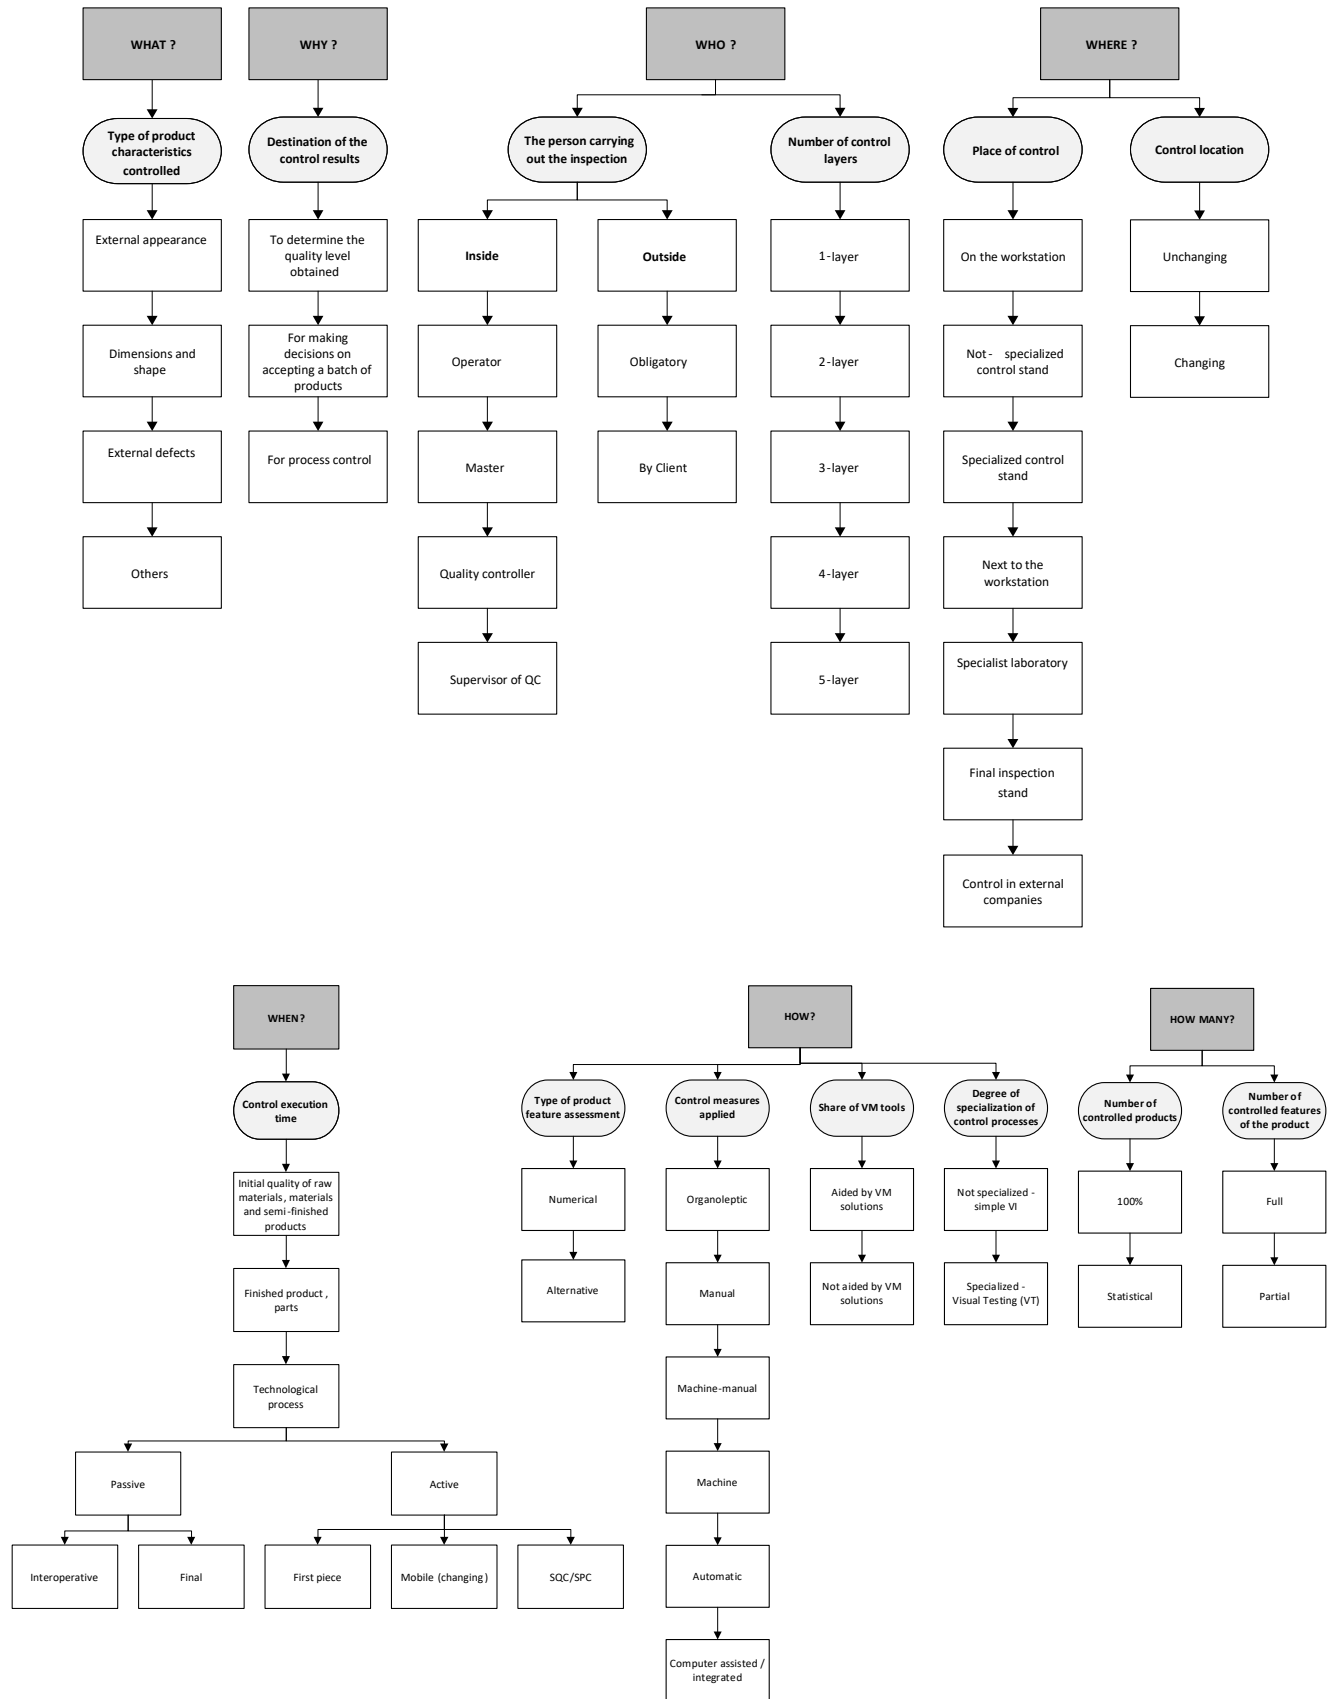 WHAT ?
WHY ?
WHO ?
WHERE ?
Type of product
characteristics
controlled
Destination of the
control results
The person carrying
out the inspection
Number of control
layers
Place of control
Control location
External appearance
To determine the
quality level
obtained
Inside
Outside
1-layer
On the workstation
Unchanging
Dimensions and
shape
For making
decisions on
accepting a batch of
products
Operator
Obligatory
2-layer
Not- specialized
control stand
Changing
External defects
For process control
Master
By Client
3-layer
Specialized control
stand
Others
Quality controller
4-layer
Next to the
workstation
Supervisor of QC
5-layer
Specialist laboratory
Final inspection
stand
Control in external
companies
WHEN?
HOW?
HOW MANY?
Control execution
time
Type of product
feature assessment
Control measures
applied
Share of VM tools
Degree of
specialization of
control processes
Number of
controlled products
Number of
controlled features
of the product
Initial quality of raw
materials, materials
and semi-finished
products
Numerical
Organoleptic
Aided by VM
solutions
Not specialized -
simple VI
100%
Full
Finished product ,
parts
Alternative
Manual
Not aided by VM
solutions
Specialized -
Visual Testing (VT)
Statistical
Partial
Technological
process
Machine-manual
Passive
Active
Machine
Interoperative
Final
First piece
Mobile (changing)
SQC/SPC
Automatic
Computer assisted /
integrated